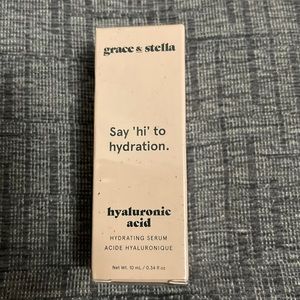 grace & stella
Say 'hi' to
hydration.
hyaluronic
acid
HYDRATING SERUM
ACIDE HYALURONIQUE
Net Wt. 10 mL / 0.34 fl oz